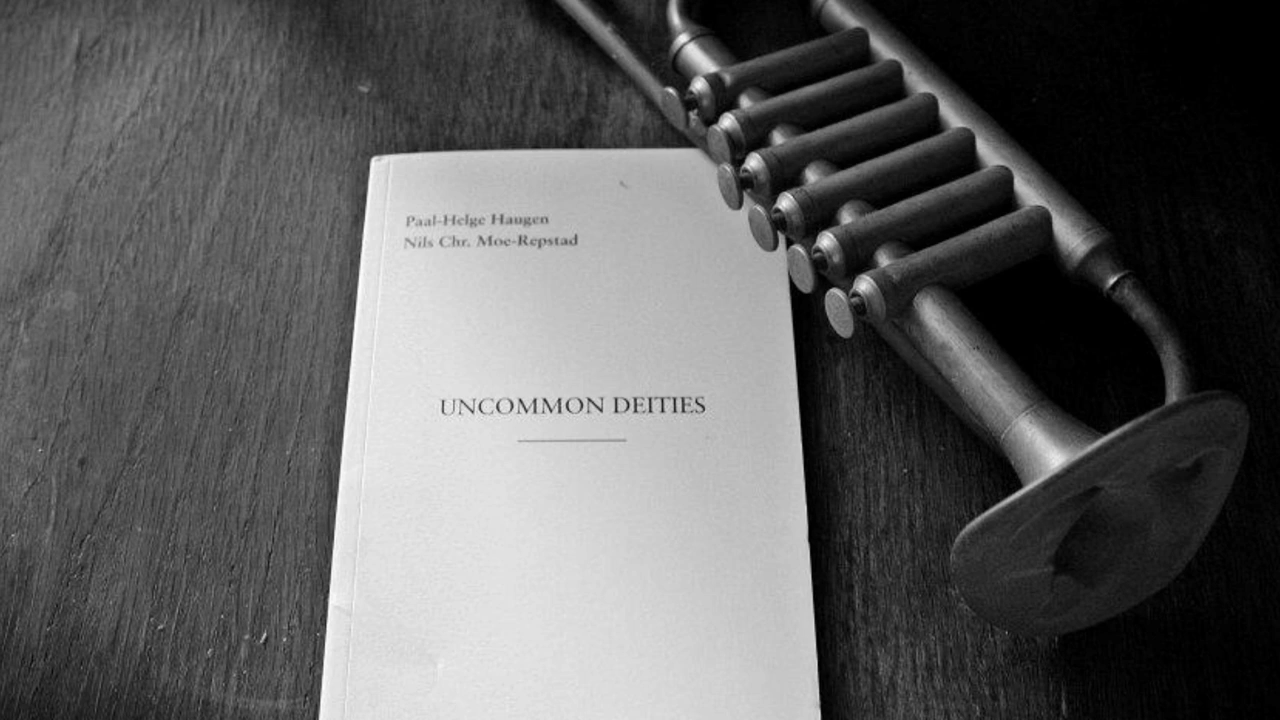 Paal-Helge Haugen
Nils Chr. Moe-Repstad
UNCOMMON DEITIES